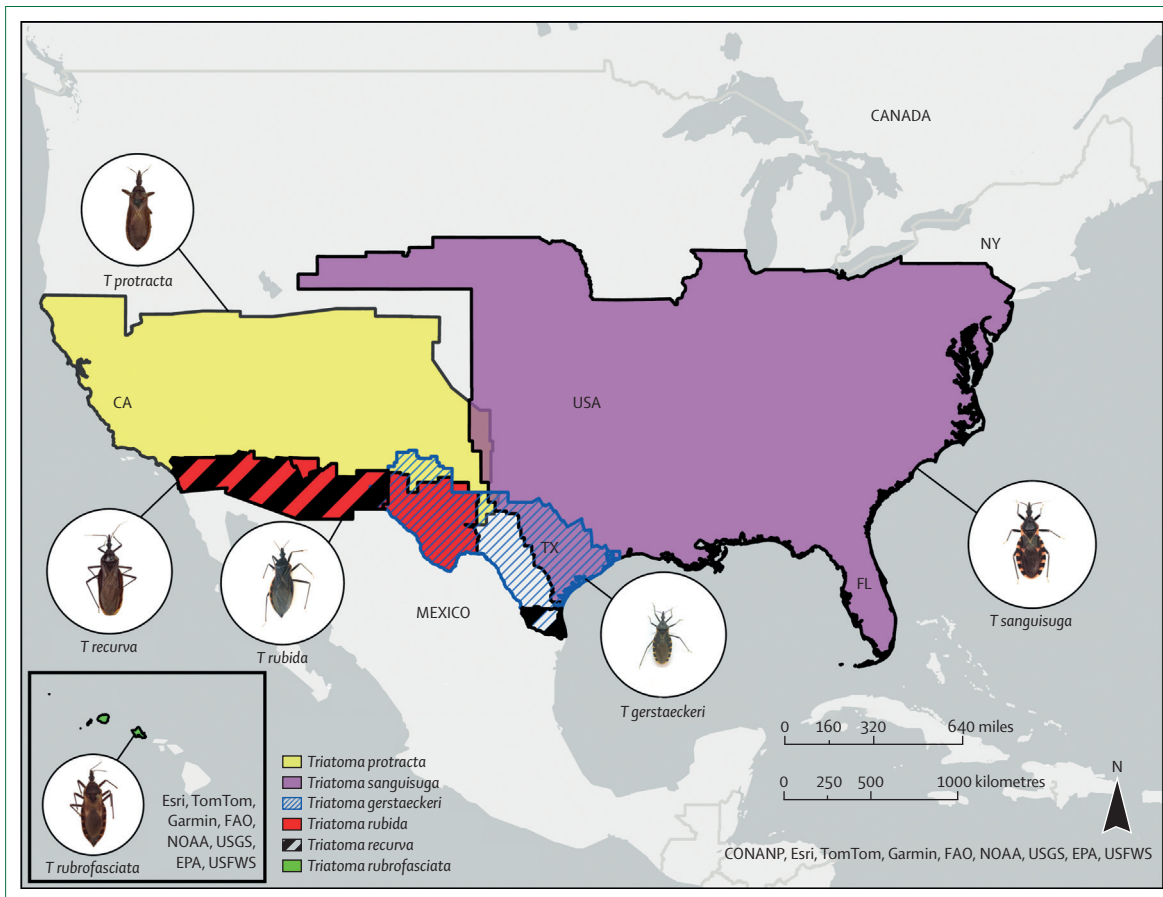 CANADA
NY
T protracta
CA
USA
TX
FL
MEXICO
T recurva
T rubida
T gerstaeckeri
T sanguisuga
T rubrofasciata
Esri, TomTom,
Garmin, FAO,
NOAA, USGS,
EPA, USFWS
Triatoma protracta
Triatoma sanguisuga
Triatoma gerstaeckeri
Triatoma rubida
Triatoma recurva
Triatoma rubrofasciata
0 160 320 640 miles
0 250 500 1000 kilometres
N
CONANP, Esri, TomTom, Garmin, FAO, NOAA, USGS, EPA, USFWS